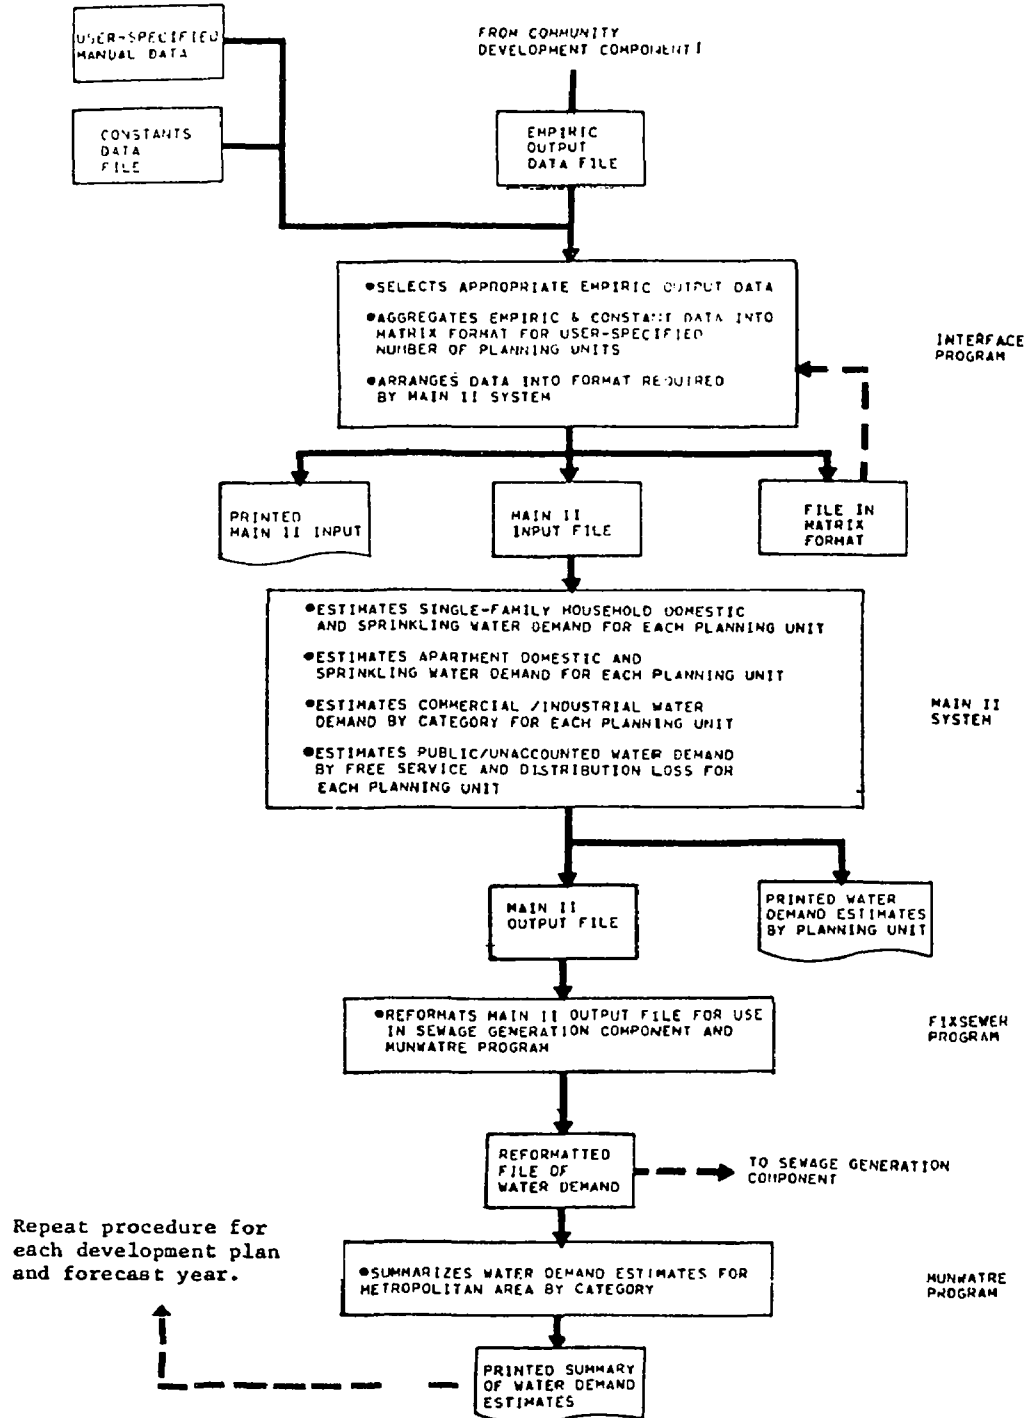 USER-SPECIFIED
MANUAL DATA
FROM COMMUNITY
DEVELOPMENT COMPONENT I
CONSTANTS
DATA
FILE
EMPIRIC
OUTPUT
DATA FILE
●SELECTS APPROPRIATE EMPIRIC OUTPUT DATA
●AGGREGATES EMPIRIC & CONSTANT DATA INTO
MATRIX FORMAT FOR USER-SPECIFIED
NUMBER OF PLANNING UNITS
●ARRANGES DATA INTO FORMAT REQUIRED
BY MAIN II SYSTEM
INTERFACE
PROGRAM
PRINTED
MAIN II INPUT
MAIN II
INPUT FILE
FILE IN
MATRIX
FORMAT
●ESTIMATES SINGLE-FAMILY HOUSEHOLD DOMESTIC
AND SPRINKLING WATER DEMAND FOR EACH PLANNING UNIT
●ESTIMATES APARTMENT DOMESTIC AND
SPRINKLING WATER DEMAND FOR EACH PLANNING UNIT
●ESTIMATES COMMERCIAL /INDUSTRIAL WATER
DEMAND BY CATEGORY FOR EACH PLANNING UNIT
●ESTIMATES PUBLIC/UNACCOUNTED WATER DEMAND
BY FREE SERVICE AND DISTRIBUTION LOSS FOR
EACH PLANNING UNIT
MAIN II
SYSTEM
MAIN II
OUTPUT FILE
PRINTED WATER
DEMAND ESTIMATES
BY PLANNING UNIT
●REFORMATS MAIN II OUTPUT FILE FOR USE
IN SEWAGE GENERATION COMPONENT AND
MUNWATRE PROGRAM
FIXSEWER
PROGRAM
REFORMATTED
FILE OF
WATER DEMAND
TO SEWAGE GENERATION
COMPONENT
Repeat procedure for
each development plan
and forecast year.
●SUMMARIZES WATER DEMAND ESTIMATES FOR
METROPOLITAN AREA BY CATEGORY
MUNWATRE
PROGRAM
PRINTED SUMMARY
OF WATER DEMAND
ESTIMATES